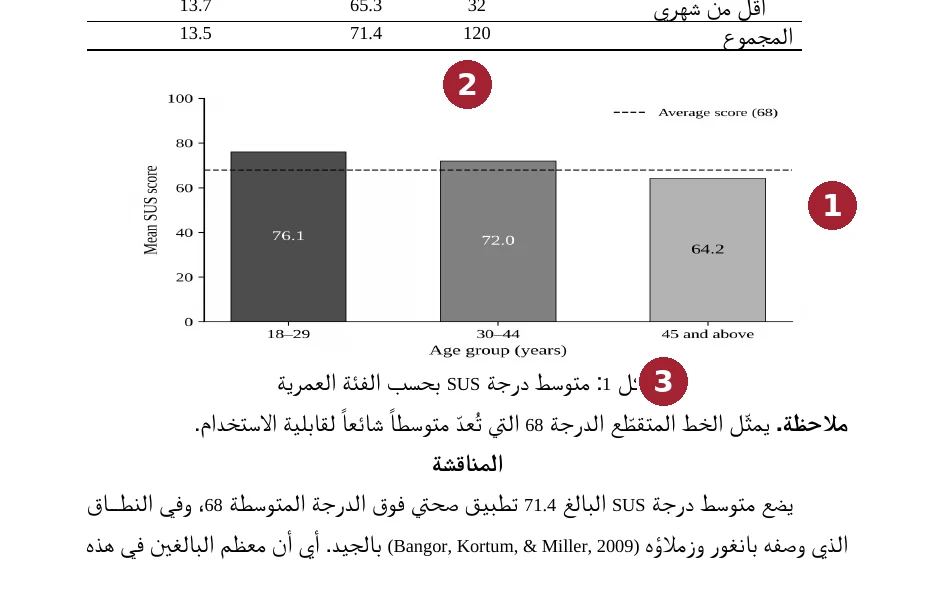 أقل من شهري 32 65.3 13.7
المجموع 120 71.4 13.5
2
100
Average score (68)
80
60
40
20
0
Mean SUS score
76.1
72.0
64.2
1
18–29 30–44 45 and above
Age group (years)
3
1: متوسط درجة SUS بحسب الفئة العمرية
ملاحظة. يمثّل الخط المتقطّع الدرجة 68 التي تُعدّ متوسطاً شائعاً لقابلية الاستخدام.
المناقشة
يضع متوسط درجة SUS البالغ 71.4 تطبيق صحتي فوق الدرجة المتوسطة 68، وفي النطـاق
الذي وصفه بانغور وزملاؤه (Bangor, Kortum, & Miller, 2009) بالجيد. أي أن معظم البالغين في هذه